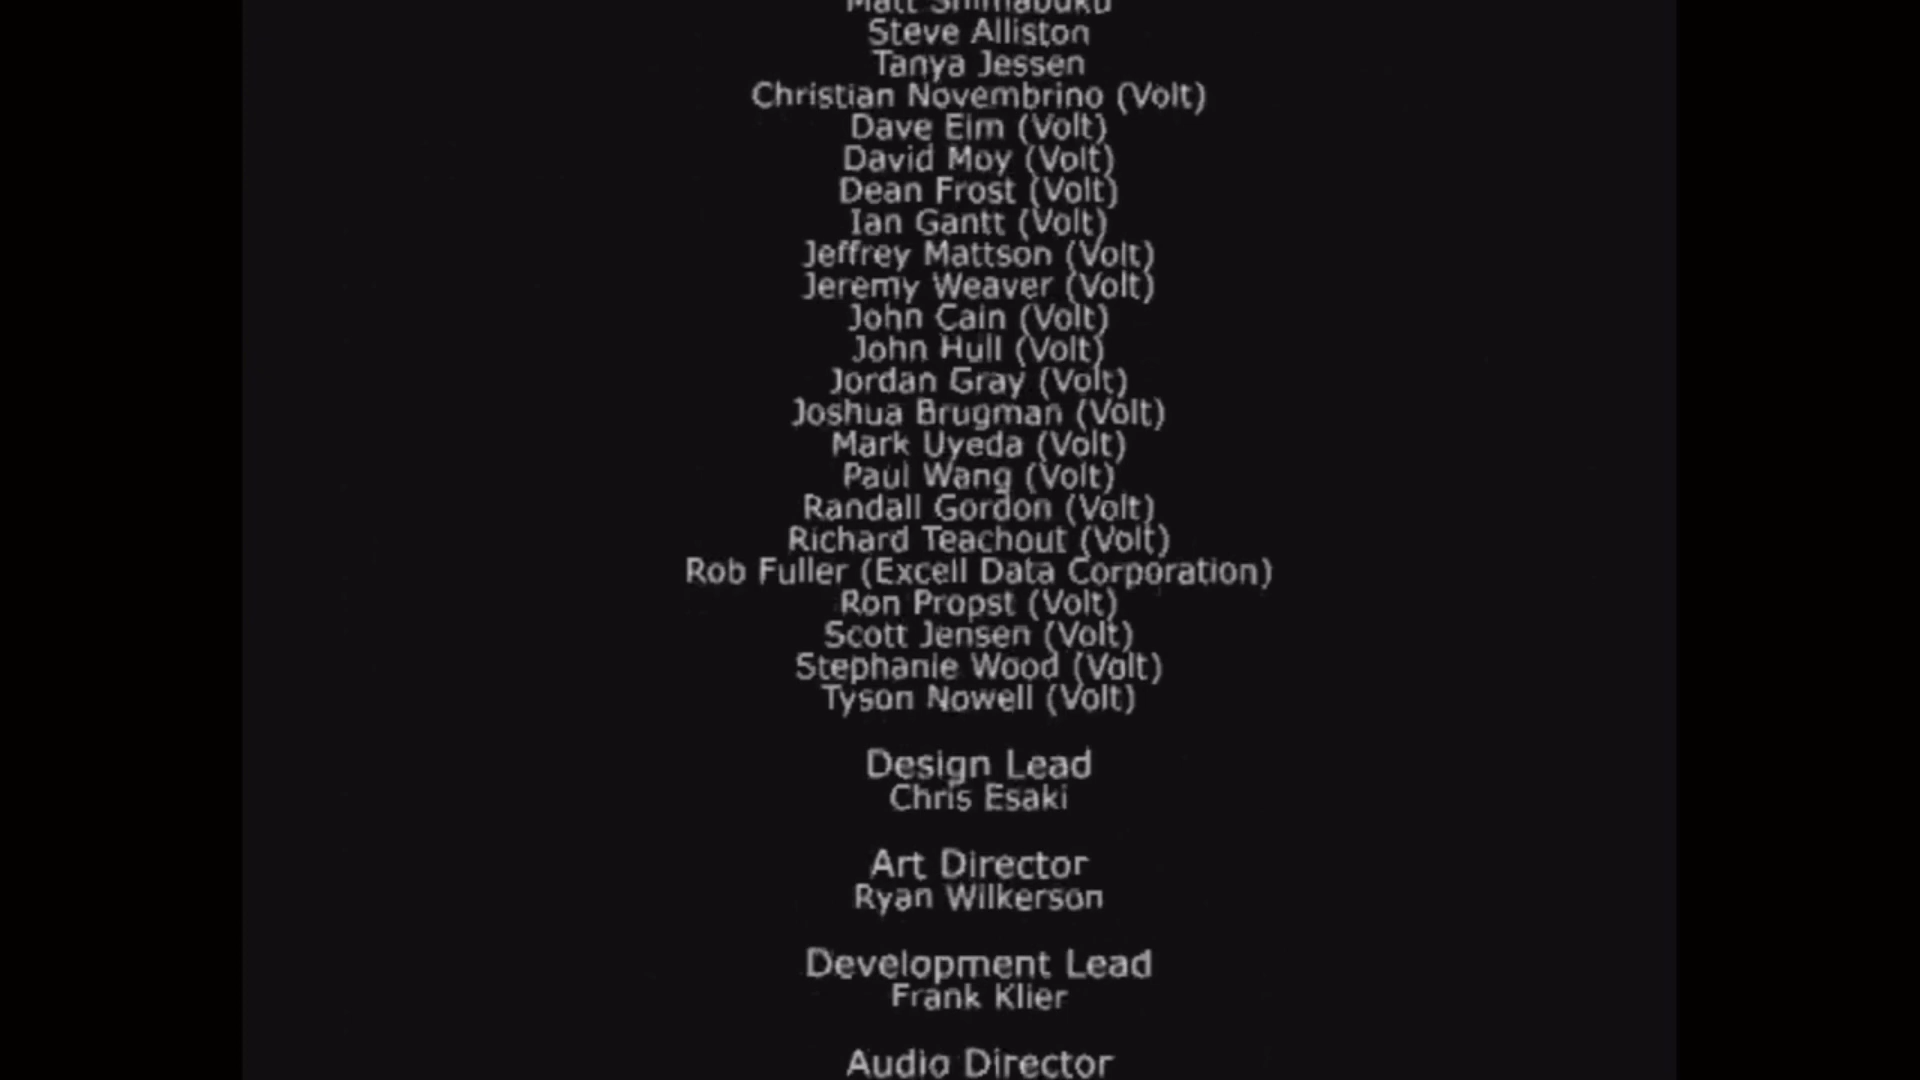 Matt Shimabuku
Steve Alliston
Tanya Jessen
Christian Novembrino (Volt)
Dave Eim (Volt)
David Moy (Volt)
Dean Frost (Volt)
Ian Gantt (Volt)
Jeffrey Mattson (Volt)
Jeremy Weaver (Volt)
John Cain (Volt)
John Hull (Volt)
Jordan Gray (Volt)
Joshua Brugman (Volt)
Mark Uyeda (Volt)
Paul Wang (Volt)
Randall Gordon (Volt)
Richard Teachout (Volt)
Rob Fuller (Excell Data Corporation)
Ron Propst (Volt)
Scott Jensen (Volt)
Stephanie Wood (Volt)
Tyson Nowell (Volt)
Design Lead
Chris Esaki
Art Director
Ryan Wilkerson
Development Lead
Frank Klier
Audio Director